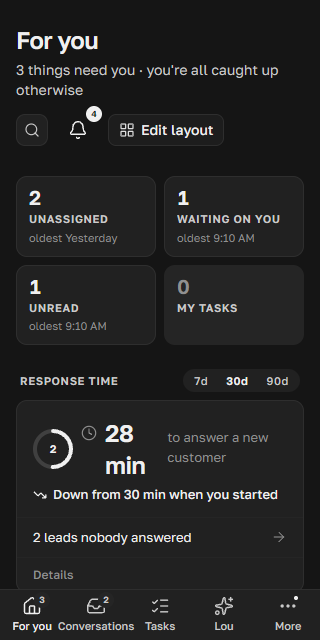 For you
3 things need you · you're all caught up
otherwise
4
Edit layout
2
UNASSIGNED
oldest Yesterday
1
WAITING ON YOU
oldest 9:10 AM
1
UNREAD
oldest 9:10 AM
0
MY TASKS
RESPONSE TIME
7d 30d 90d
2
28
min
to answer a new
customer
Down from 30 min when you started
2 leads nobody answered
Details
3
2
For you Conversations Tasks Lou More